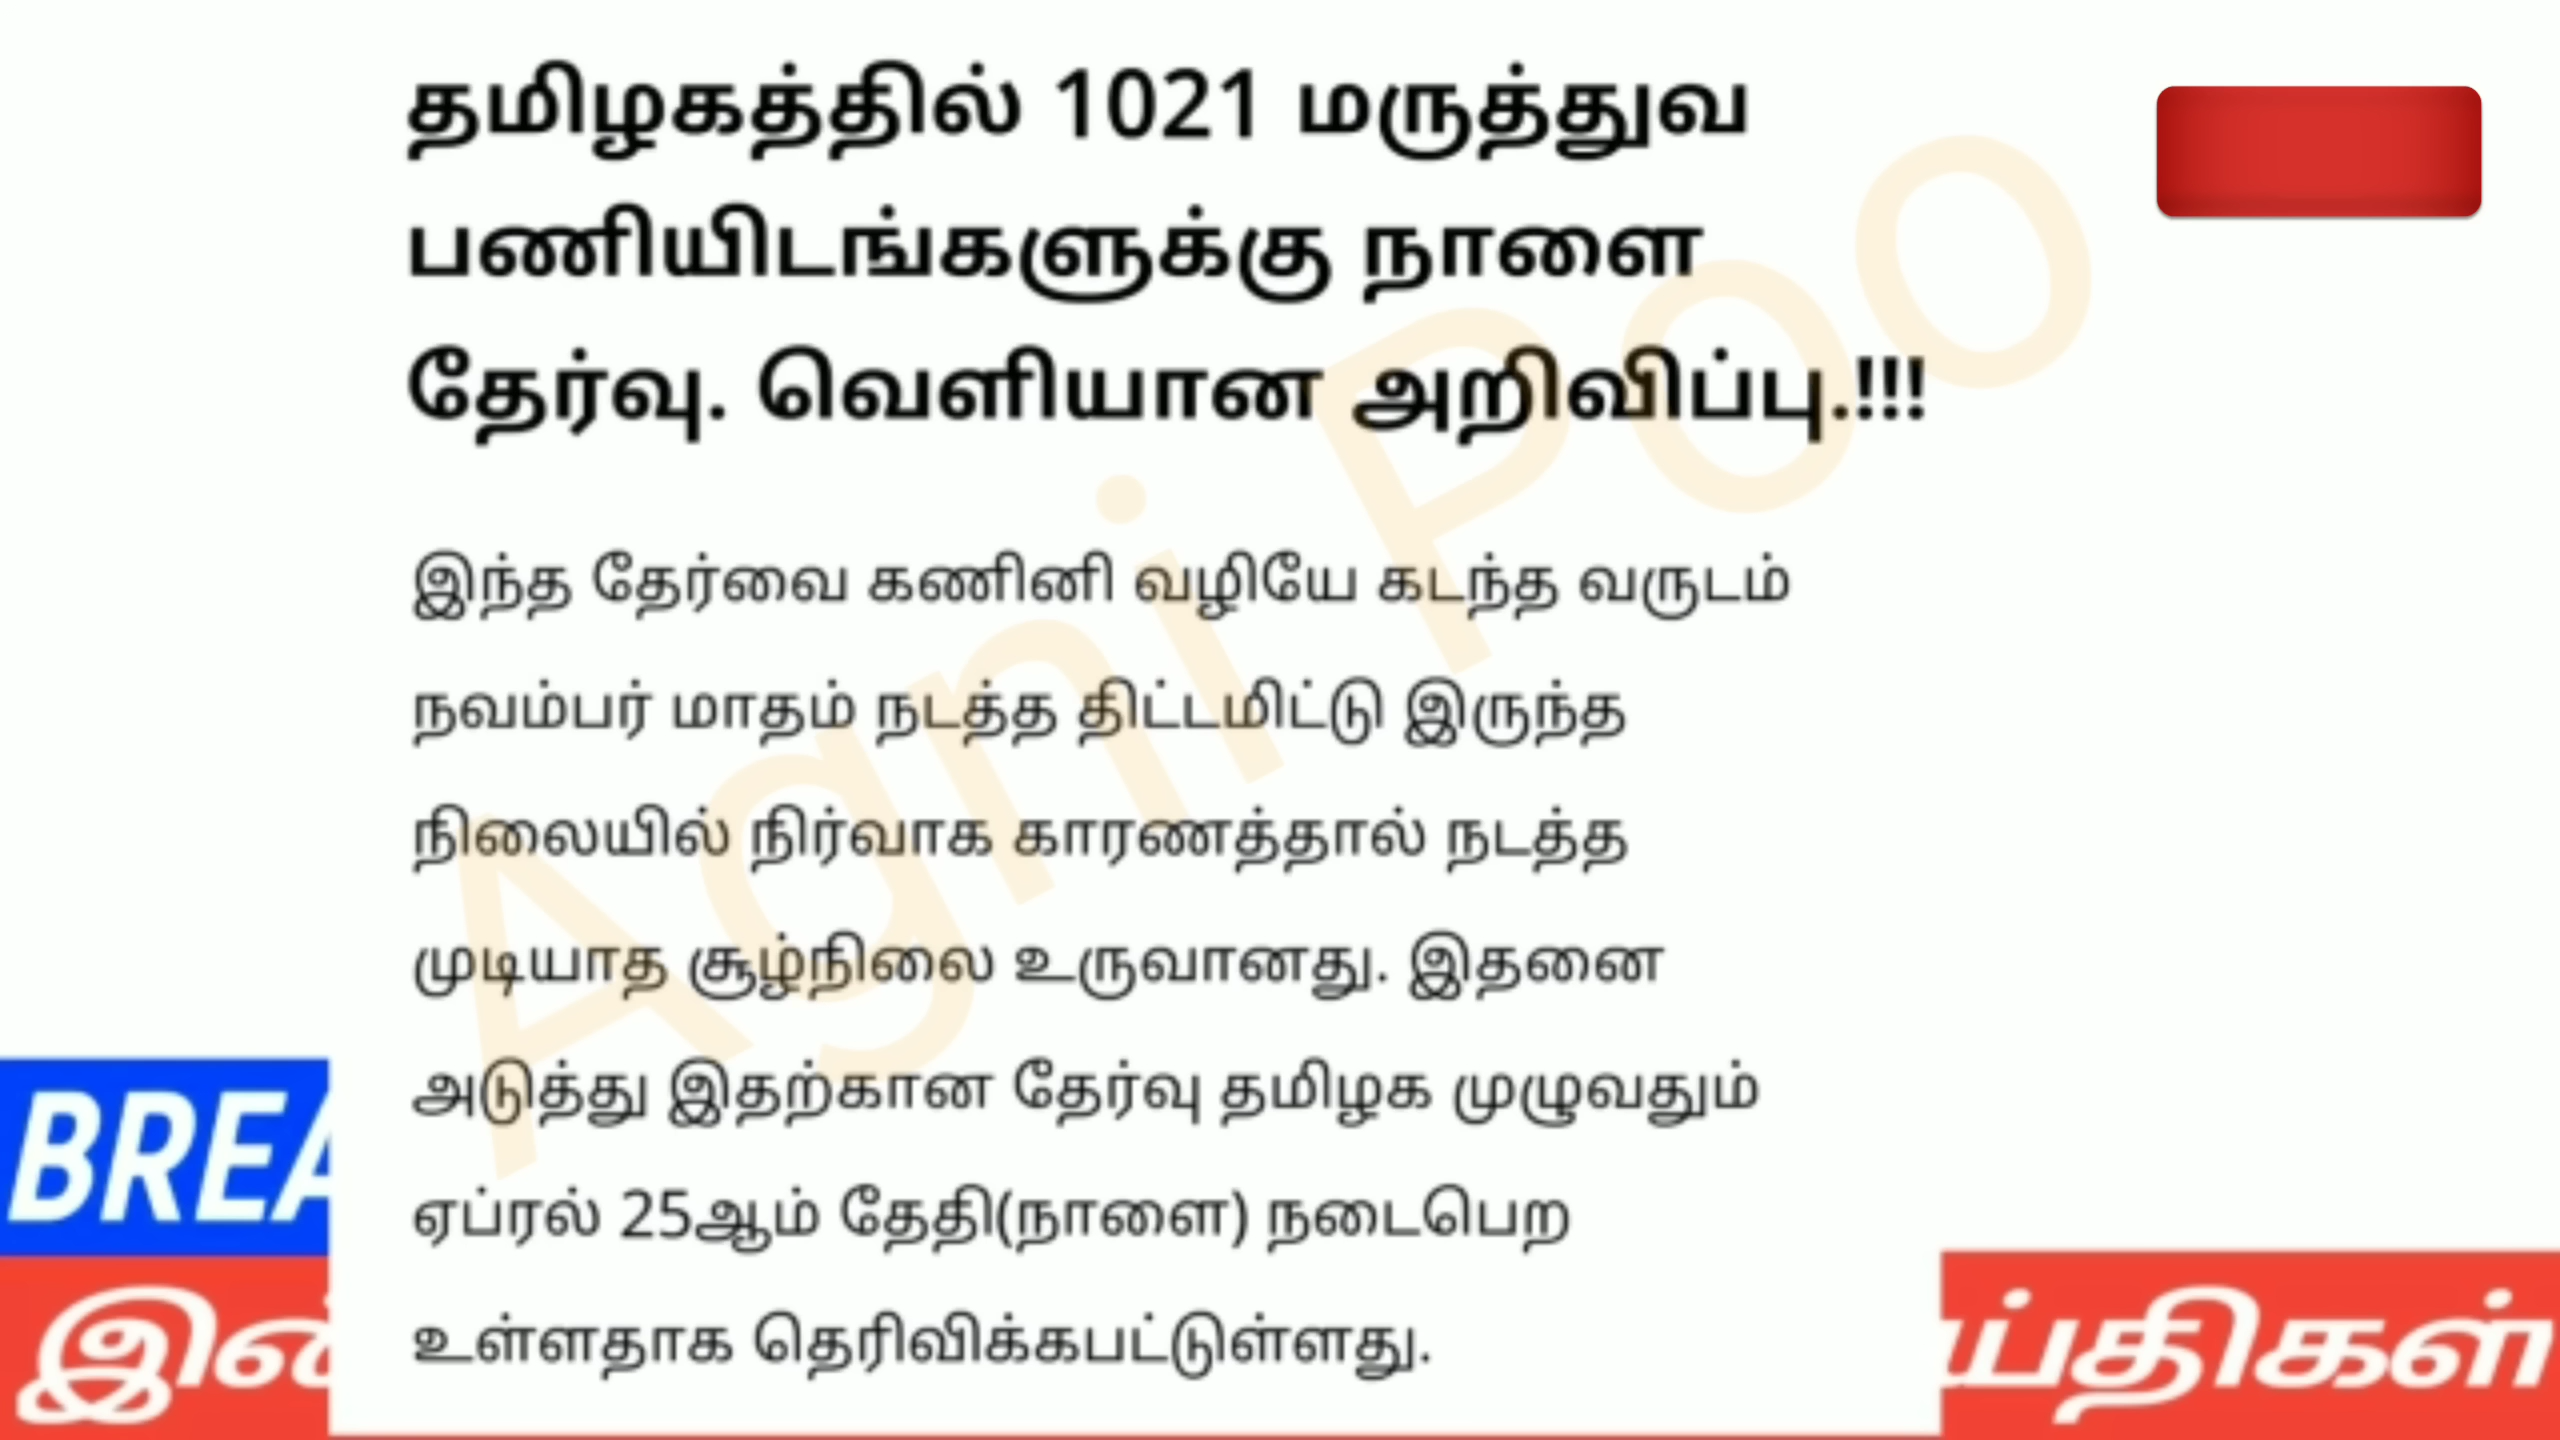 தமிழகத்தில் 1021 மருத்துவ
பணியிடங்களுக்கு நாளை
தேர்வு. வெளியான அறிவிப்பு.!!!
இந்த தேர்வை கணினி வழியே கடந்த வருடம்
நவம்பர் மாதம் நடத்த திட்டமிட்டு இருந்த
நிலையில் நிர்வாக காரணத்தால் நடத்த
முடியாத சூழ்நிலை உருவானது. இதனை
அடுத்து இதற்கான தேர்வு தமிழக முழுவதும்
ஏப்ரல் 25ஆம் தேதி(நாளை) நடைபெற
உள்ளதாக தெரிவிக்கபட்டுள்ளது.
Agni Poo
BREA